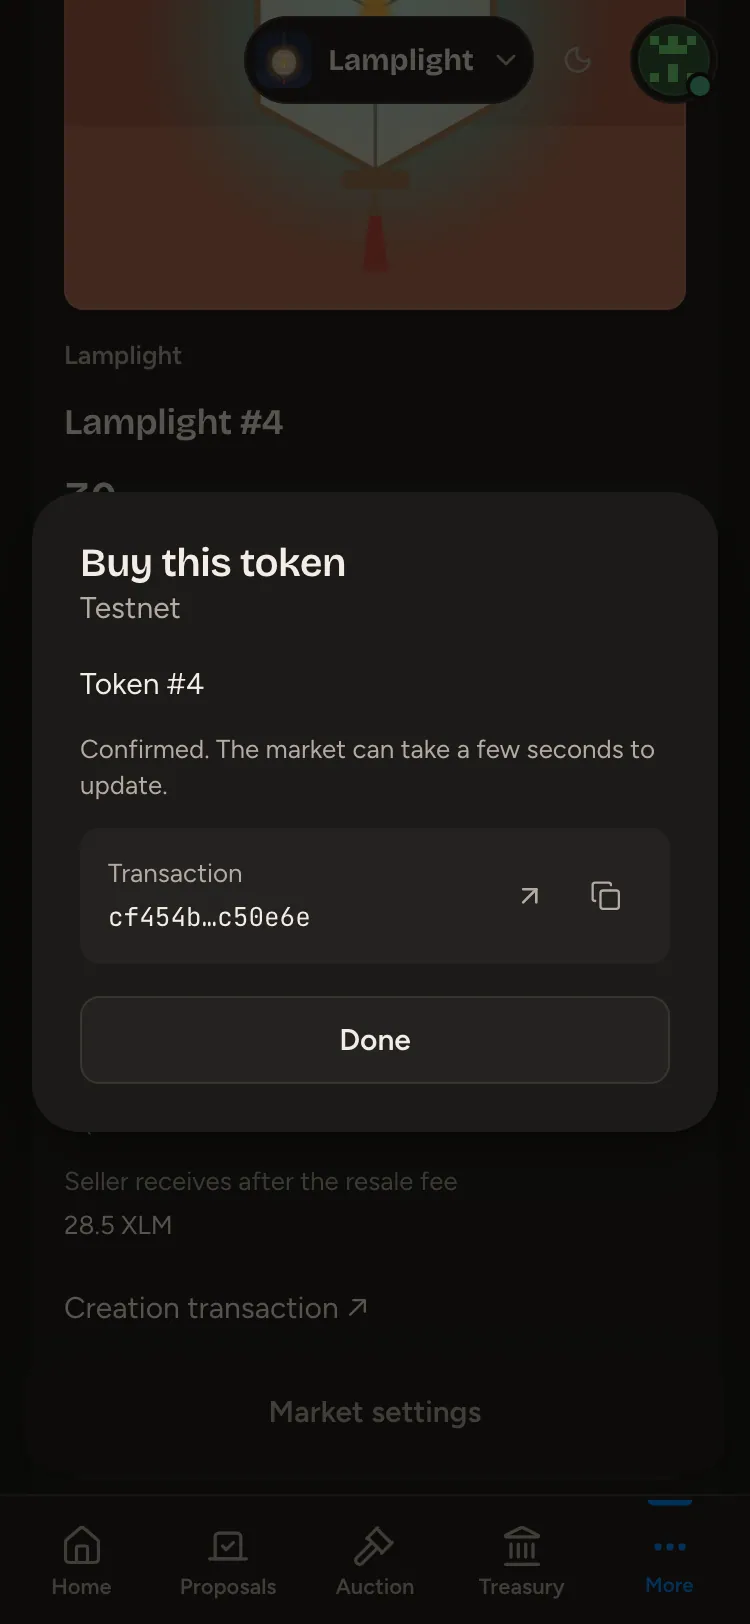 Lamplight
Lamplight
Lamplight #4
Buy this token
Testnet
Token #4
Confirmed. The market can take a few seconds to
update.
Transaction
cf454b…c50e6e
Done
Seller receives after the resale fee
28.5 XLM
Creation transaction ↗
Market settings
Home
Proposals
Auction
Treasury
More